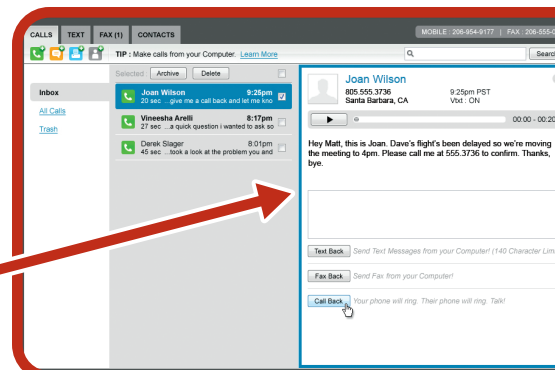 CALLS TEXT FAX (1) CONTACTS
MOBILE : 206-954-9177 | FAX : 206-555-0
TIP : Make calls from your Computer. Learn More
Search
Selected : Archive Delete
Inbox
All Calls
Trash
Joan Wilson 9:25pm
20 sec ...give me a call back and let me kno
Vineesha Arelli 8:17pm
27 sec ...a quick question i wanted to ask so
Derek Slager 8:01pm
45 sec ...took a look at the problem you and
Joan Wilson
805.555.3736 9:25pm PST
Santa Barbara, CA Vtxt : ON
00:00 - 00:20
Hey Matt, this is Joan. Dave's flight's been delayed so we're moving
the meeting to 4pm. Please call me at 555.3736 to confirm. Thanks,
bye.
Text Back Send Text Messages from your Computer! (140 Character Limi
Fax Back Send Fax from your Computer!
Call Back Your phone will ring. Their phone will ring. Talk!